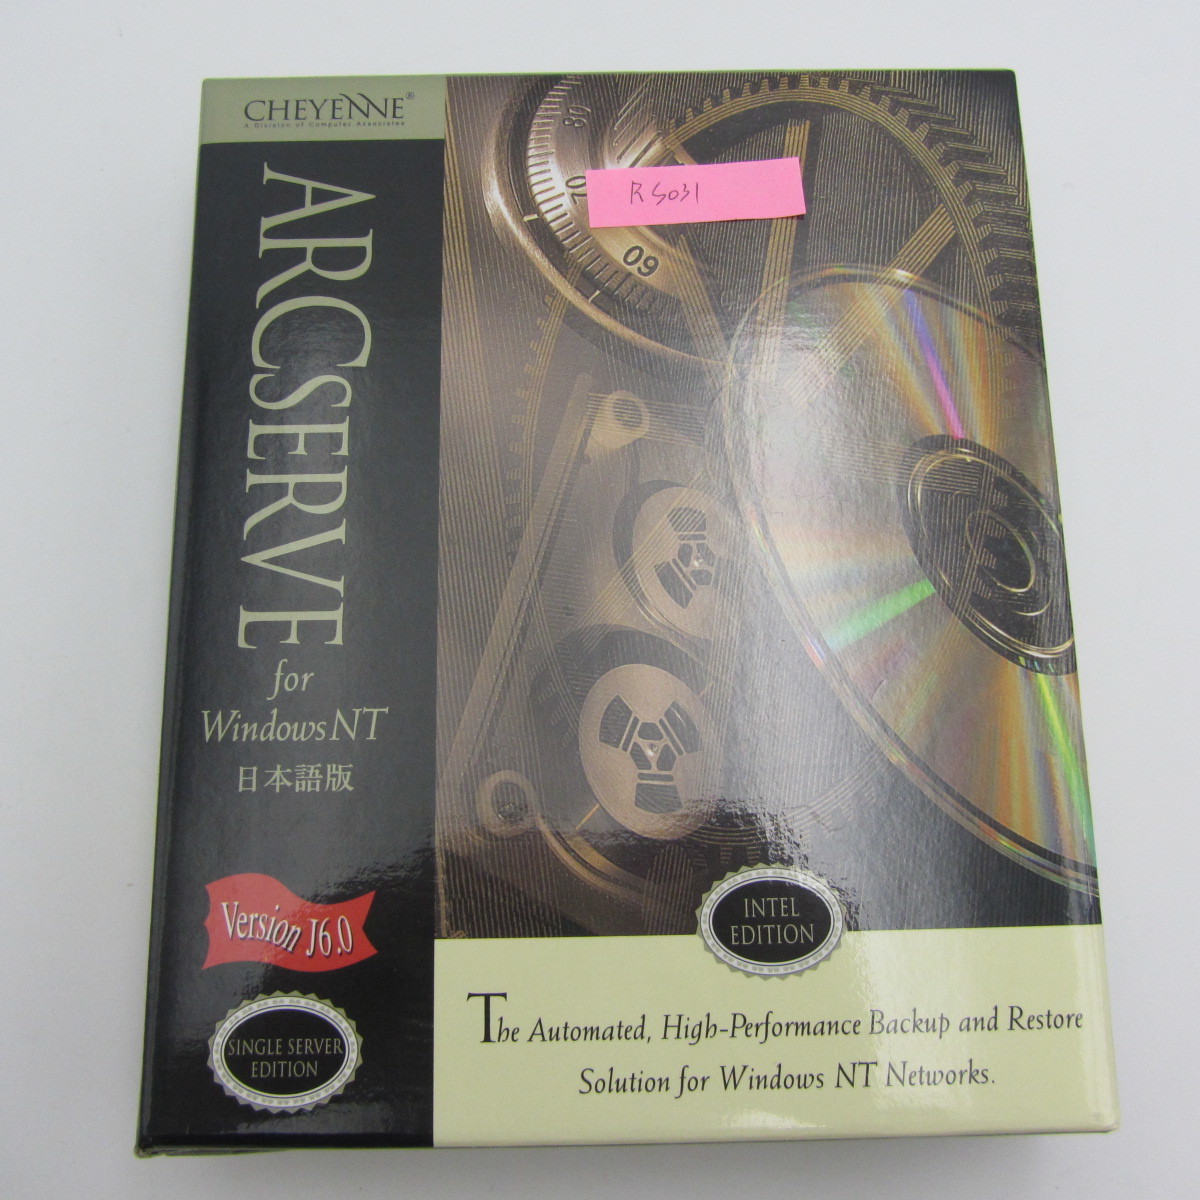 CHEYENNE®
A Division of Computer Associates
ARCSERVE
for
Windows NT
日本語版
Version J6.0
SINGLE SERVER
EDITION
80
70
60
RS031
INTEL
EDITION
The Automated, High-Performance Backup and Restore
Solution for Windows NT Networks.